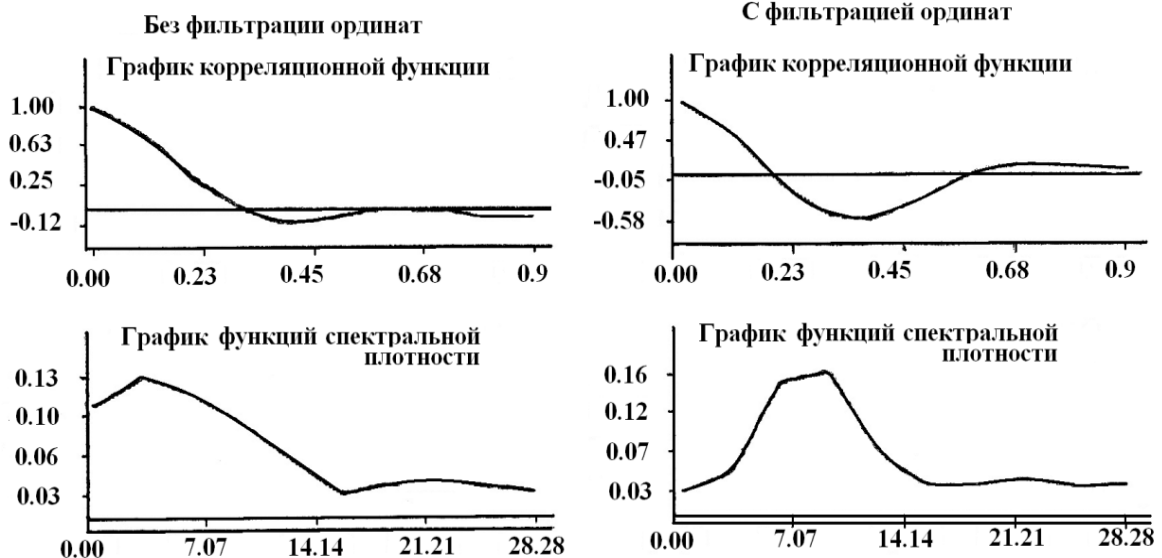 Без фильтрации ординат
График корреляционной функции
1.00
0.63
0.25
-0.12
0.00 0.23 0.45 0.68 0.9
График функций спектральной
плотности
0.13
0.10
0.06
0.03
0.00 7.07 14.14 21.21 28.28
С фильтрацией ординат
График корреляционной функции
1.00
0.47
-0.05
-0.58
0.00 0.23 0.45 0.68 0.9
График функций спектральной
плотности
0.16
0.12
0.07
0.03
0.00 7.07 14.14 21.21 28.28